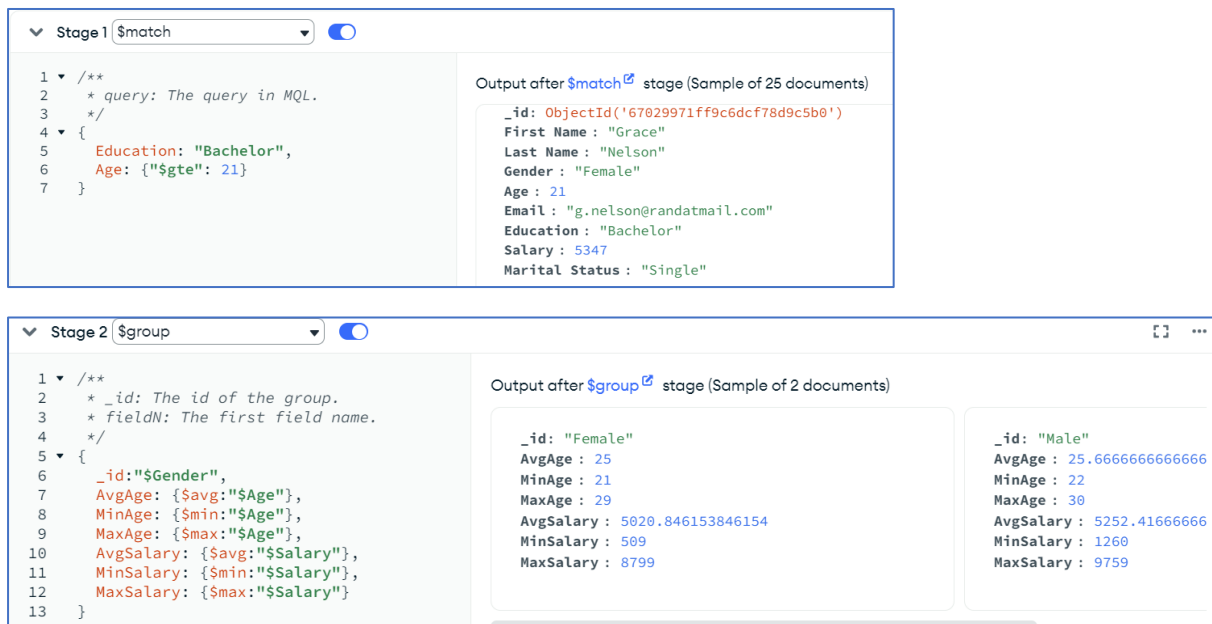 Stage 1 $match
1 /**
2 * query: The query in MQL.
3 */
4 {
5 Education: "Bachelor",
6 Age: {"$gte": 21}
7 }
Output after $match stage (Sample of 25 documents)
_id: ObjectId('67029971ff9c6dcf78d9c5b0')
First Name : "Grace"
Last Name : "Nelson"
Gender : "Female"
Age : 21
Email : "g.nelson@randatmail.com"
Education : "Bachelor"
Salary : 5347
Marital Status : "Single"
Stage 2 $group
1 /**
2 * _id: The id of the group.
3 * fieldN: The first field name.
4 */
5 {
6 _id:"$Gender",
7 AvgAge: {$avg:"$Age"},
8 MinAge: {$min:"$Age"},
9 MaxAge: {$max:"$Age"},
10 AvgSalary: {$avg:"$Salary"},
11 MinSalary: {$min:"$Salary"},
12 MaxSalary: {$max:"$Salary"}
13 }
Output after $group stage (Sample of 2 documents)
_id: "Female"
AvgAge : 25
MinAge : 21
MaxAge : 29
AvgSalary : 5020.846153846154
MinSalary : 509
MaxSalary : 8799
_id: "Male"
AvgAge : 25.6666666666666
MinAge : 22
MaxAge : 30
AvgSalary : 5252.41666666
MinSalary : 1260
MaxSalary : 9759